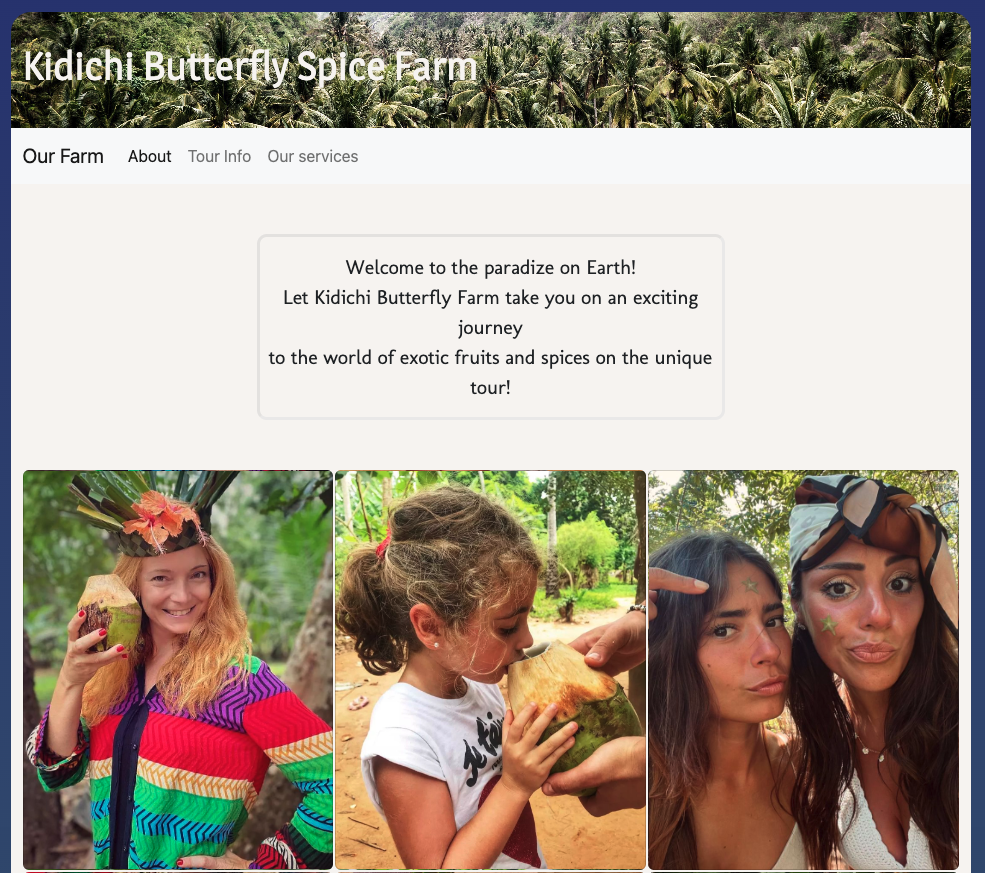 Kidichi Butterfly Spice Farm
Our Farm About Tour Info Our services
Welcome to the paradize on Earth!
Let Kidichi Butterfly Farm take you on an exciting
journey
to the world of exotic fruits and spices on the unique
tour!
Je t'ai